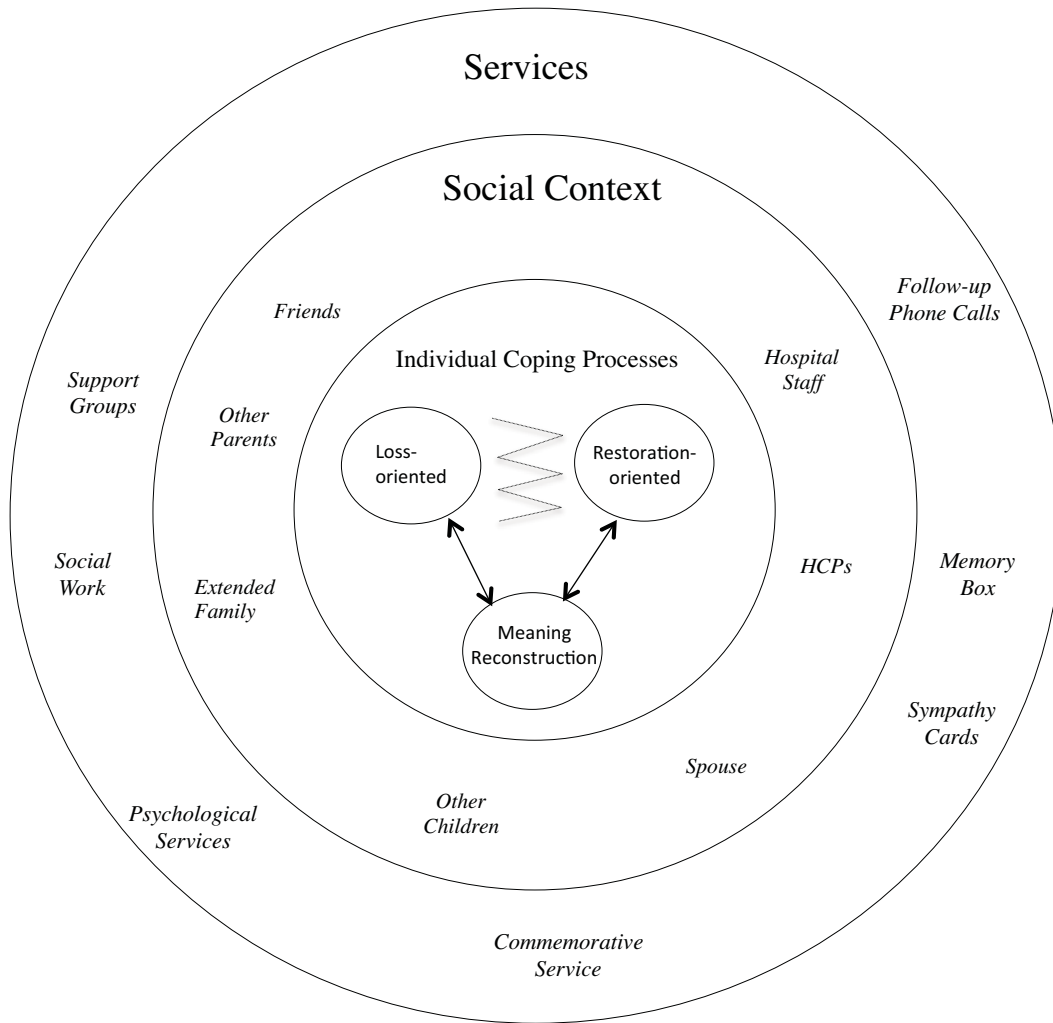 Services
Social Context
Follow-up
Phone Calls
Friends
Individual Coping Processes
Hospital
Staff
Support
Groups
Other
Parents
Loss-
oriented
Restoration-
oriented
Social
Work
Extended
Family
HCPs
Memory
Box
Meaning
Reconstruction
Sympathy
Cards
Spouse
Other
Children
Psychological
Services
Commemorative
Service